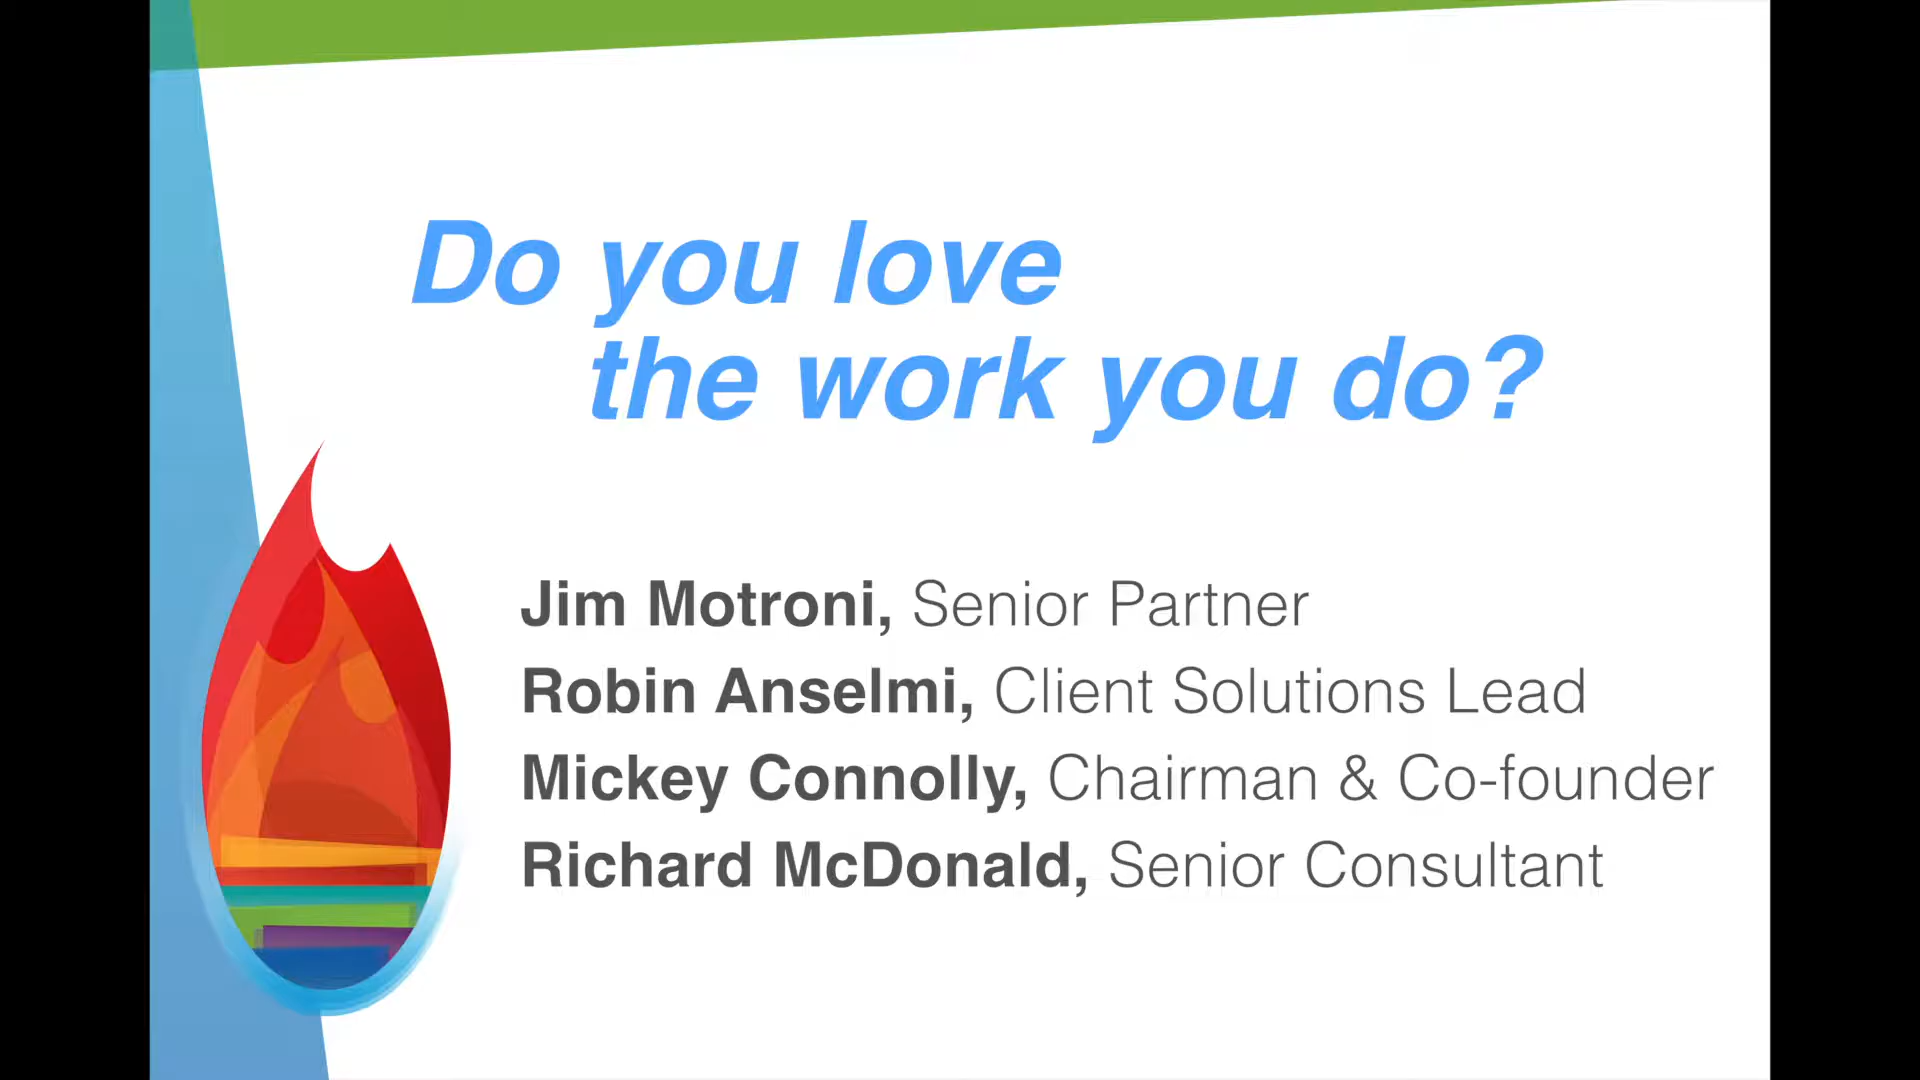 Do you love
the work you do?
Jim Motroni, Senior Partner
Robin Anselmi, Client Solutions Lead
Mickey Connolly, Chairman & Co-founder
Richard McDonald, Senior Consultant